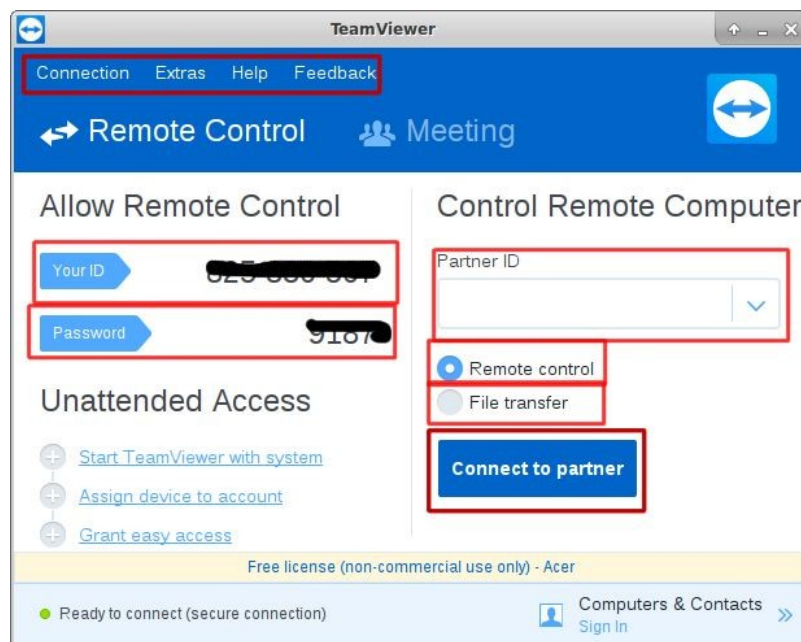 TeamViewer
Connection Extras Help Feedback
Remote Control Meeting
Allow Remote Control
Your ID
Password
Unattended Access
Start TeamViewer with system
Assign device to account
Grant easy access
Control Remote Computer
Partner ID
Remote control
File transfer
Connect to partner
Free license (non-commercial use only) - Acer
Ready to connect (secure connection)
Computers & Contacts
Sign In